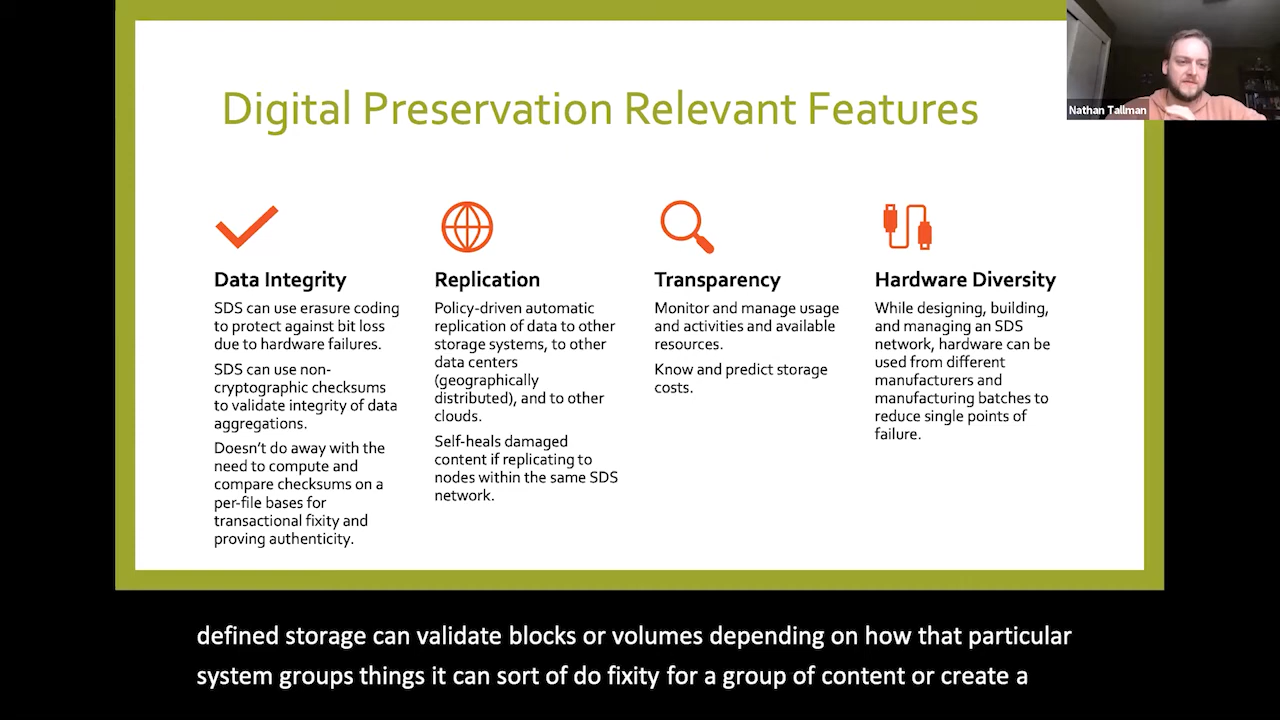 Digital Preservation Relevant Features
Nathan Tallman
Data Integrity
SDS can use erasure coding
to protect against bit loss
due to hardware failures.
SDS can use non-
cryptographic checksums
to validate integrity of data
aggregations.
Doesn't do away with the
need to compute and
compare checksums on a
per-file bases for
transactional fixity and
proving authenticity.
Replication
Policy-driven automatic
replication of data to other
storage systems, to other
data centers
(geographically
distributed), and to other
clouds.
Self-heals damaged
content if replicating to
nodes within the same SDS
network.
Transparency
Monitor and manage usage
and activities and available
resources.
Know and predict storage
costs.
Hardware Diversity
While designing, building,
and managing an SDS
network, hardware can be
used from different
manufacturers and
manufacturing batches to
reduce single points of
failure.
defined storage can validate blocks or volumes depending on how that particular
system groups things it can sort of do fixity for a group of content or create a